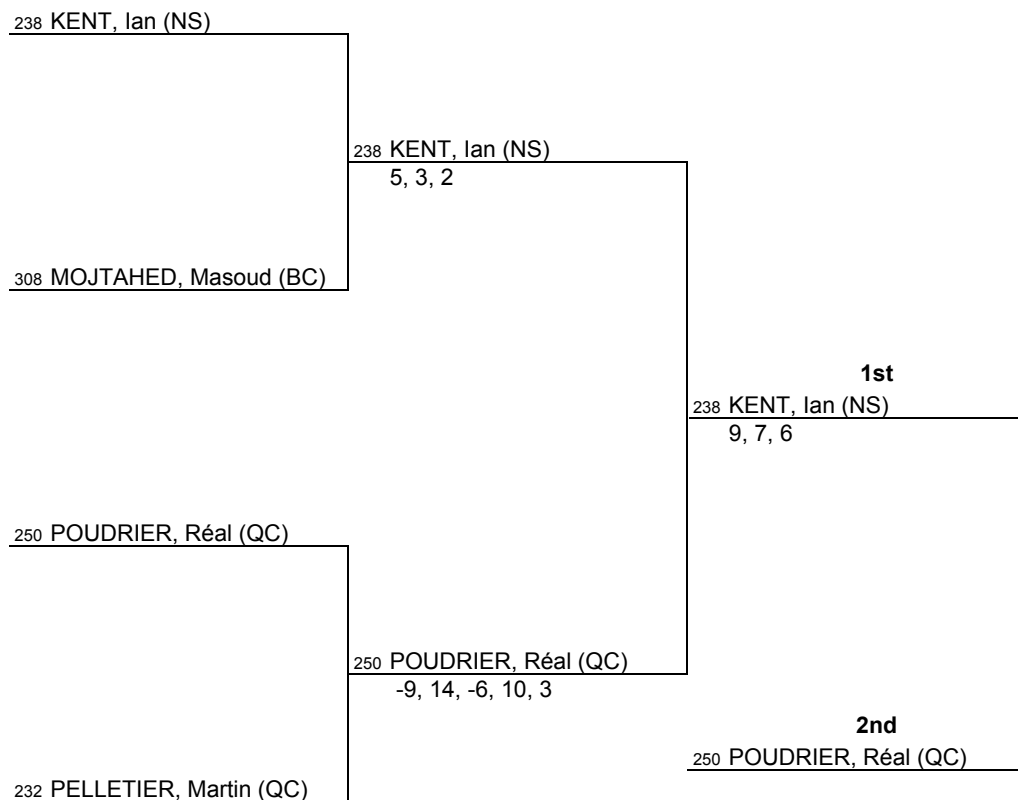 238 KENT, Ian (NS)
238 KENT, Ian (NS)
5, 3, 2
308 MOJTAHED, Masoud (BC)
1st
238 KENT, Ian (NS)
9, 7, 6
250 POUDRIER, Réal (QC)
250 POUDRIER, Réal (QC)
-9, 14, -6, 10, 3
2nd
250 POUDRIER, Réal (QC)
232 PELLETIER, Martin (QC)